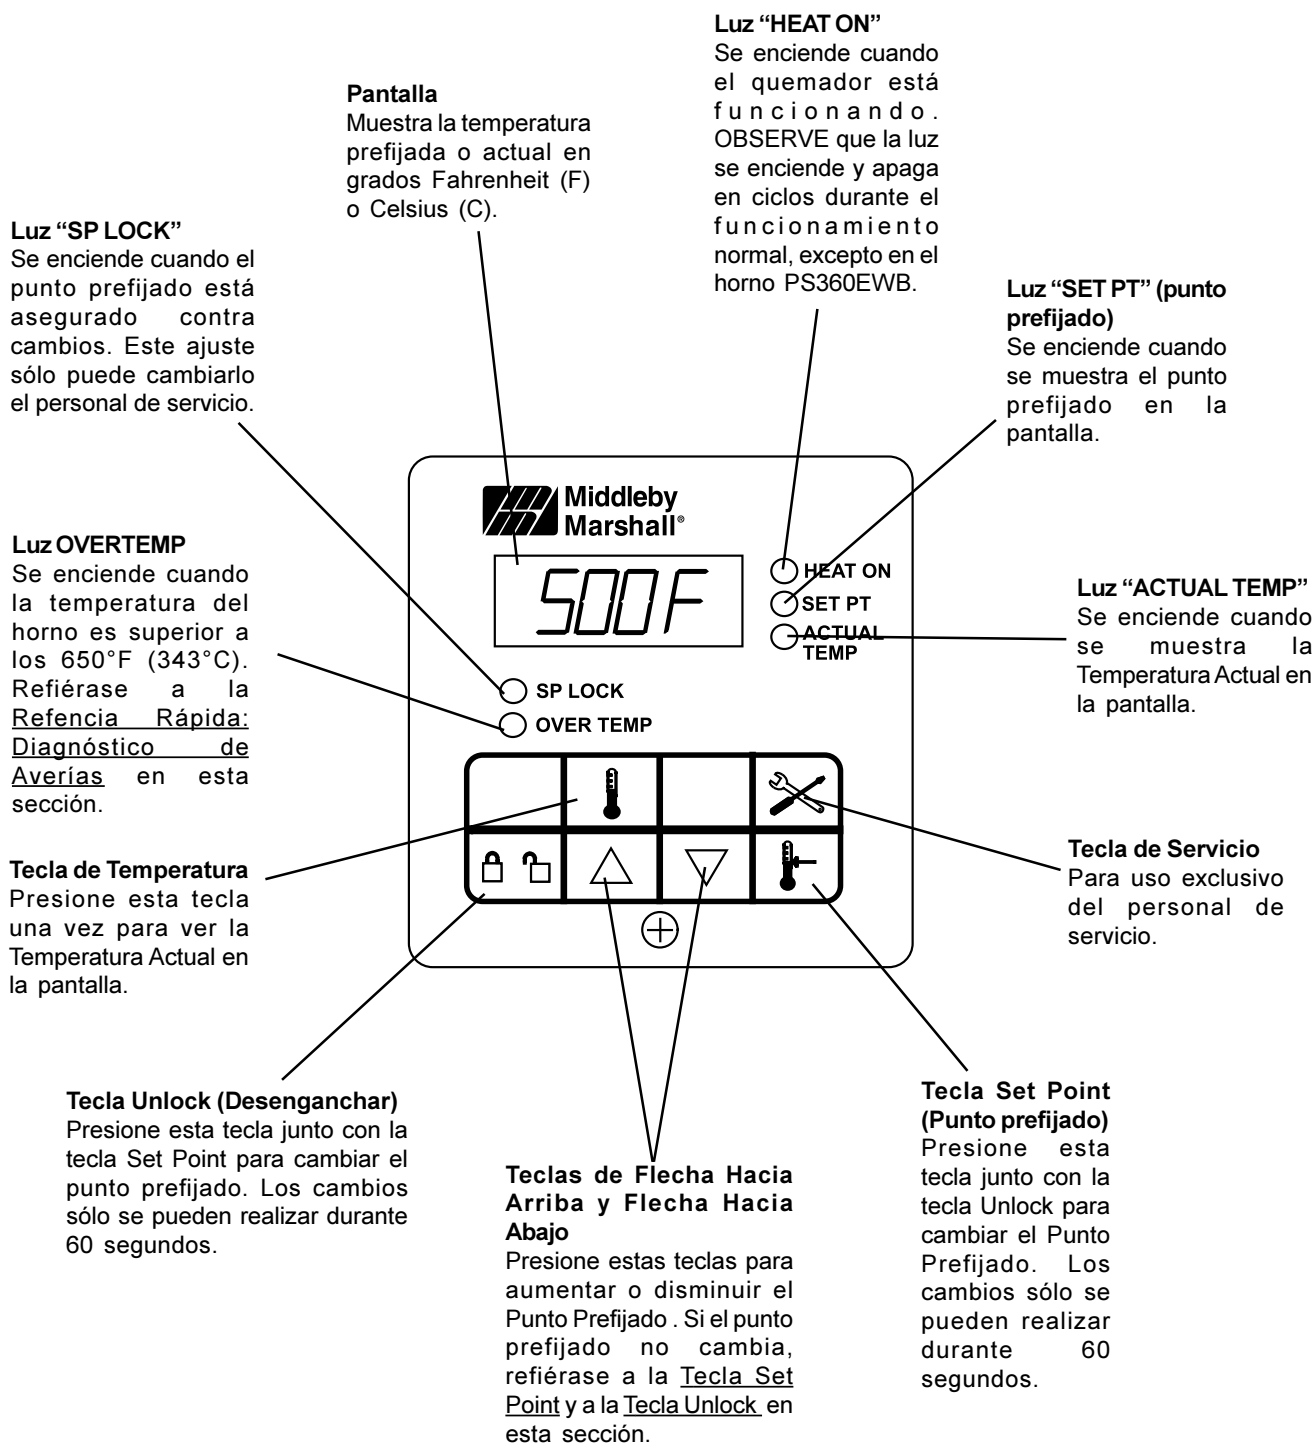 Luz “HEAT ON”
Se enciende cuando
el quemador está
funcionando.
OBSERVE que la luz
se enciende y apaga
en ciclos durante el
funcionamiento
normal, excepto en el
horno PS360EWB.
Pantalla
Muestra la temperatura
prefijada o actual en
grados Fahrenheit (F)
o Celsius (C).
Luz “SP LOCK”
Se enciende cuando el
punto prefijado está
asegurado contra
cambios. Este ajuste
sólo puede cambiarlo
el personal de servicio.
Luz “SET PT” (punto
prefijado)
Se enciende cuando
se muestra el punto
prefijado en la
pantalla.
Luz OVERTEMP
Se enciende cuando
la temperatura del
horno es superior a
los 650°F (343°C).
Refiérase a la
Refencia Rápida:
Diagnóstico de
Averías en esta
sección.
Middleby
Marshall®
500F
HEAT ON
SET PT
ACTUAL
TEMP
SP LOCK
OVER TEMP
Luz “ACTUAL TEMP”
Se enciende cuando
se muestra la
Temperatura Actual en
la pantalla.
Tecla de Temperatura
Presione esta tecla
una vez para ver la
Temperatura Actual en
la pantalla.
Tecla de Servicio
Para uso exclusivo
del personal de
servicio.
Tecla Unlock (Desenganchar)
Presione esta tecla junto con la
tecla Set Point para cambiar el
punto prefijado. Los cambios
sólo se pueden realizar durante
60 segundos.
Teclas de Flecha Hacia
Arriba y Flecha Hacia
Abajo
Presione estas teclas para
aumentar o disminuir el
Punto Prefijado . Si el punto
prefijado no cambia,
refiérase a la Tecla Set
Point y a la Tecla Unlock en
esta sección.
Tecla Set Point
(Punto prefijado)
Presione esta
tecla junto con la
tecla Unlock para
cambiar el Punto
Prefijado. Los
cambios sólo se
pueden realizar
durante 60
segundos.